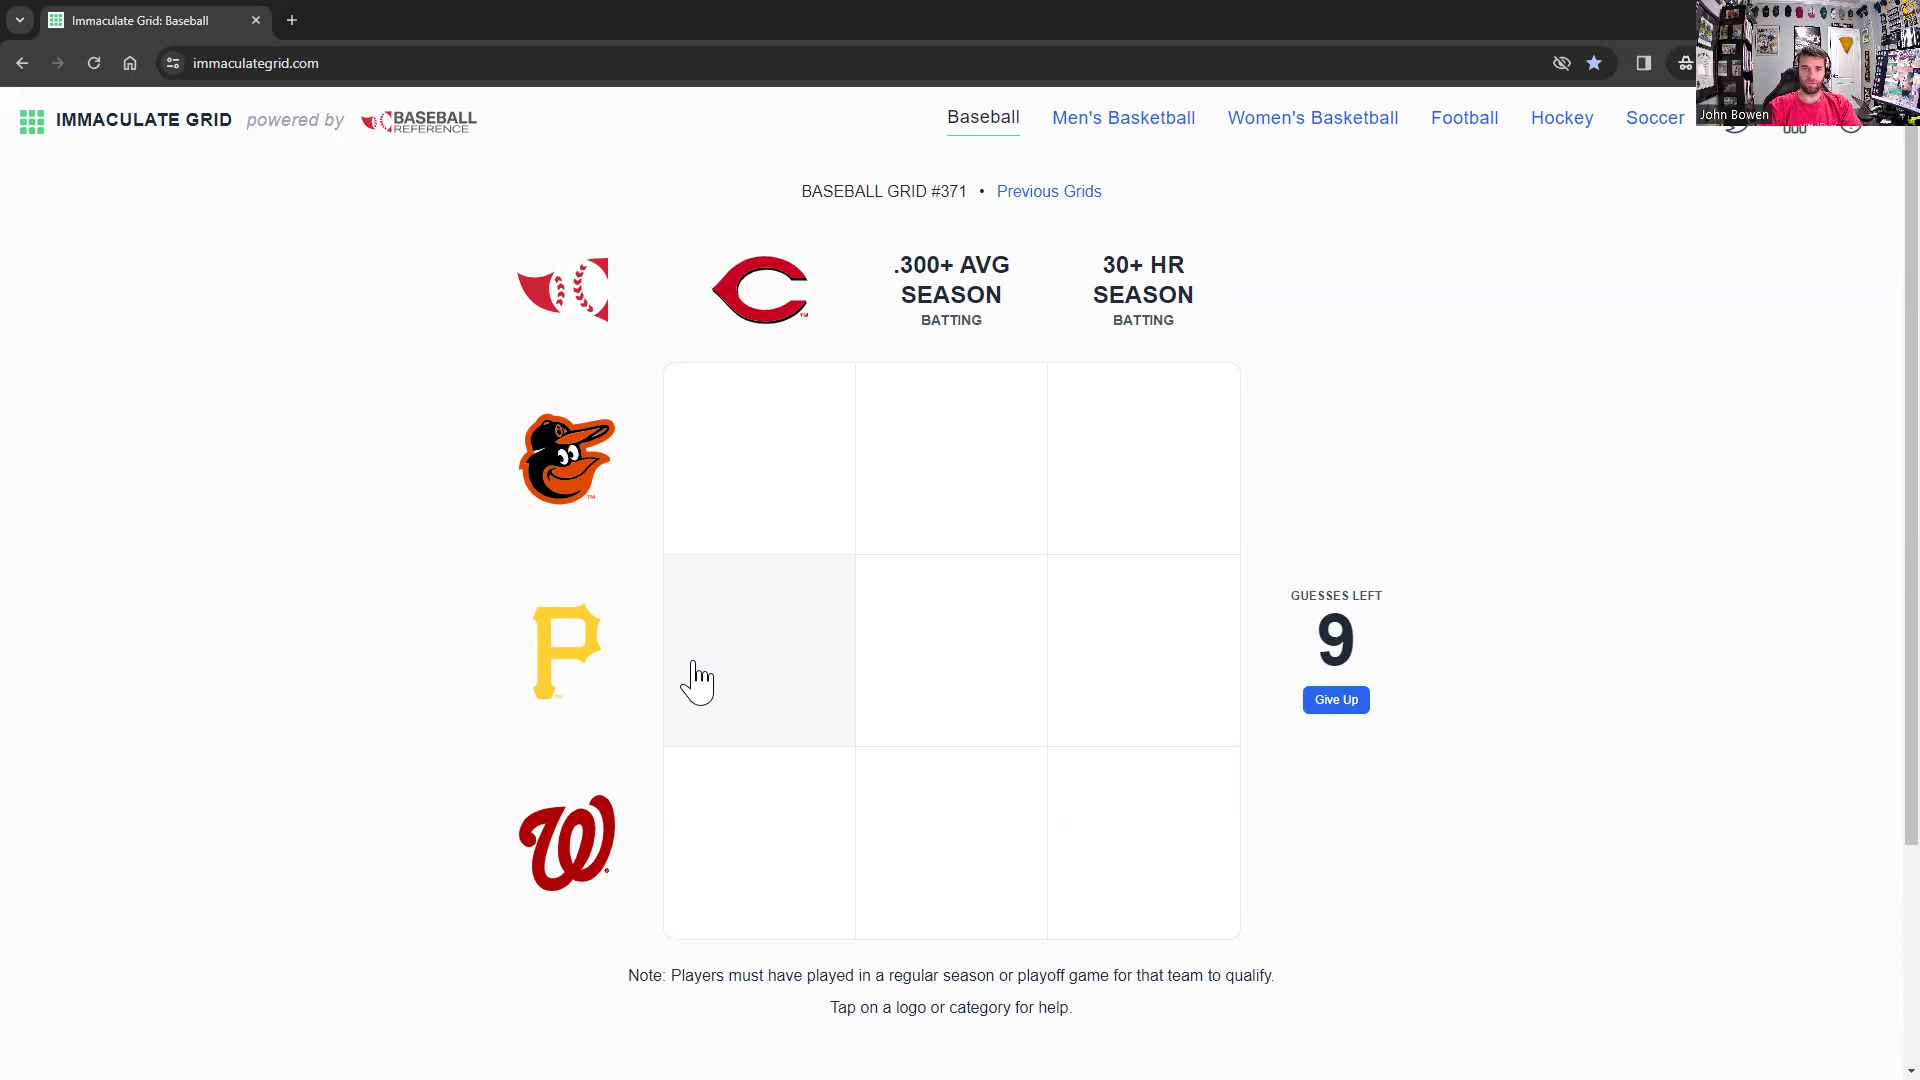 Immaculate Grid: Baseball
immaculategrid.com
John Bowen
IMMACULATE GRID powered by BASEBALL REFERENCE
Baseball Men's Basketball Women's Basketball Football Hockey Soccer
BASEBALL GRID #371 • Previous Grids
C
.300+ AVG
SEASON
BATTING
30+ HR
SEASON
BATTING
P
GUESSES LEFT
9
Give Up
W
Note: Players must have played in a regular season or playoff game for that team to qualify.
Tap on a logo or category for help.